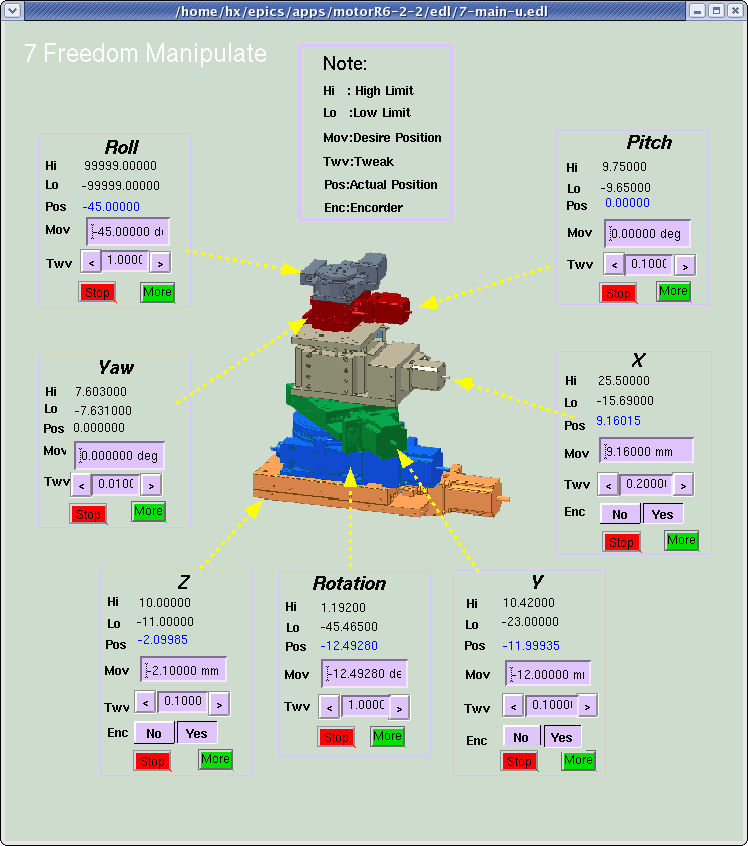 /home/hx/epics/apps/motorR6-2-2/edl/7-main-u.edl
7 Freedom Manipulate
Note:
Hi : High Limit
Lo :Low Limit
Mov:Desire Position
Twv:Tweak
Pos:Actual Position
Enc:Encorder
Roll
Hi 99999.00000
Lo -99999.00000
Pos -45.00000
Mov -45.00000 de
Twv < 1.0000 >
Stop More
Pitch
Hi 9.75000
Lo -9.65000
Pos 0.00000
Mov 0.00000 deg
Twv < 0.1000 >
Stop More
Yaw
Hi 7.603000
Lo -7.631000
Pos 0.000000
Mov 0.000000 deg
Twv < 0.0100 >
Stop More
X
Hi 25.50000
Lo -15.69000
Pos 9.16015
Mov 9.16000 mm
Twv < 0.20000 >
Enc No Yes
Stop More
Z
Hi 10.00000
Lo -11.00000
Pos -2.09985
Mov -2.10000 mm
Twv < 0.1000 >
Enc No Yes
Stop More
Rotation
Hi 1.19200
Lo -45.46500
Pos -12.49280
Mov -12.49280 de
Twv < 1.0000 >
Stop More
Y
Hi 10.42000
Lo -23.00000
Pos -11.99935
Mov -12.00000 m
Twv < 0.1000 >
Enc No Yes
Stop More